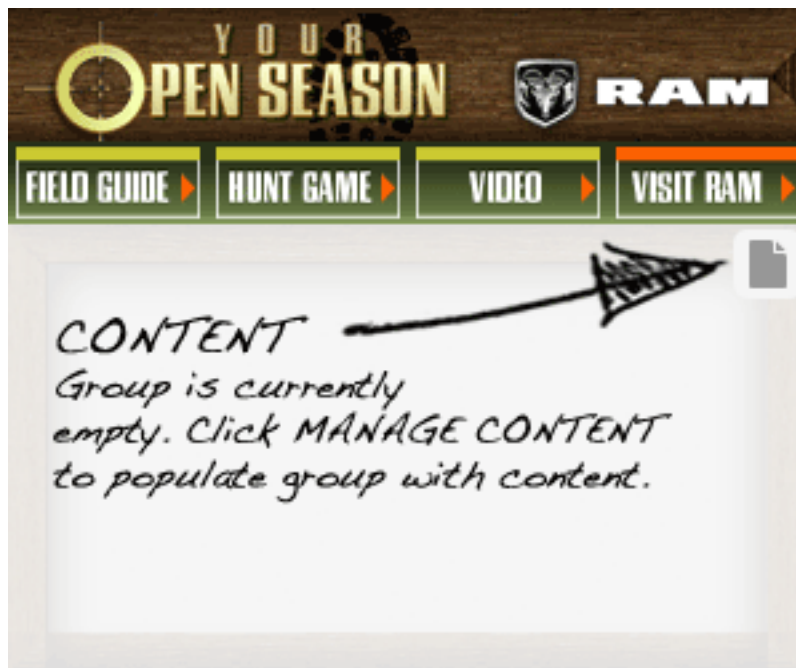 YOUR
OPEN SEASON
RAM
FIELD GUIDE
HUNT GAME
VIDEO
VISIT RAM
CONTENT
Group is currently
empty. Click MANAGE CONTENT
to populate group with content.